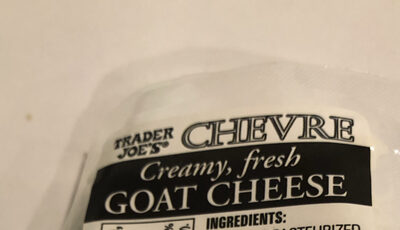 TRADER
JOE'S®
CHEVRE
Creamy, fresh
GOAT CHEESE
INGREDIENTS: